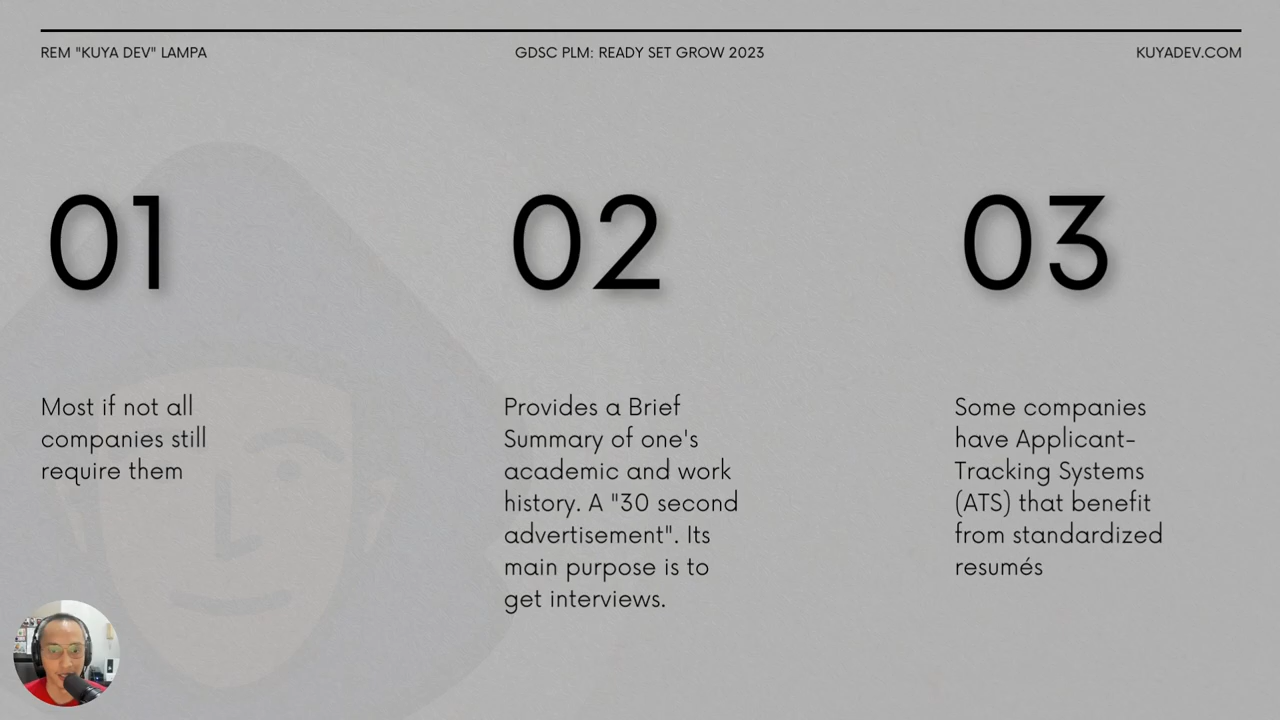 REM "KUYA DEV" LAMPA
GDSC PLM: READY SET GROW 2023
KUYADEV.COM
01
Most if not all
companies still
require them
02
Provides a Brief
Summary of one's
academic and work
history. A "30 second
advertisement". Its
main purpose is to
get interviews.
03
Some companies
have Applicant-
Tracking Systems
(ATS) that benefit
from standardized
resumés